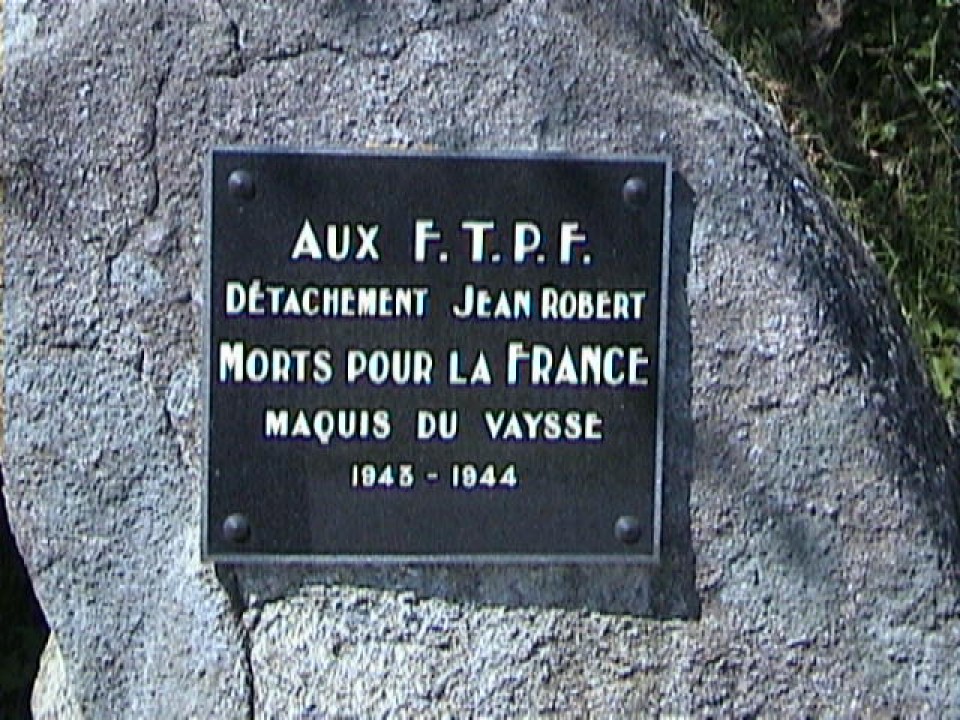 AUX F.T.P.F.
DÉTACHEMENT JEAN ROBERT
MORTS POUR LA FRANCE
MAQUIS DU VAYSSE
1943 - 1944